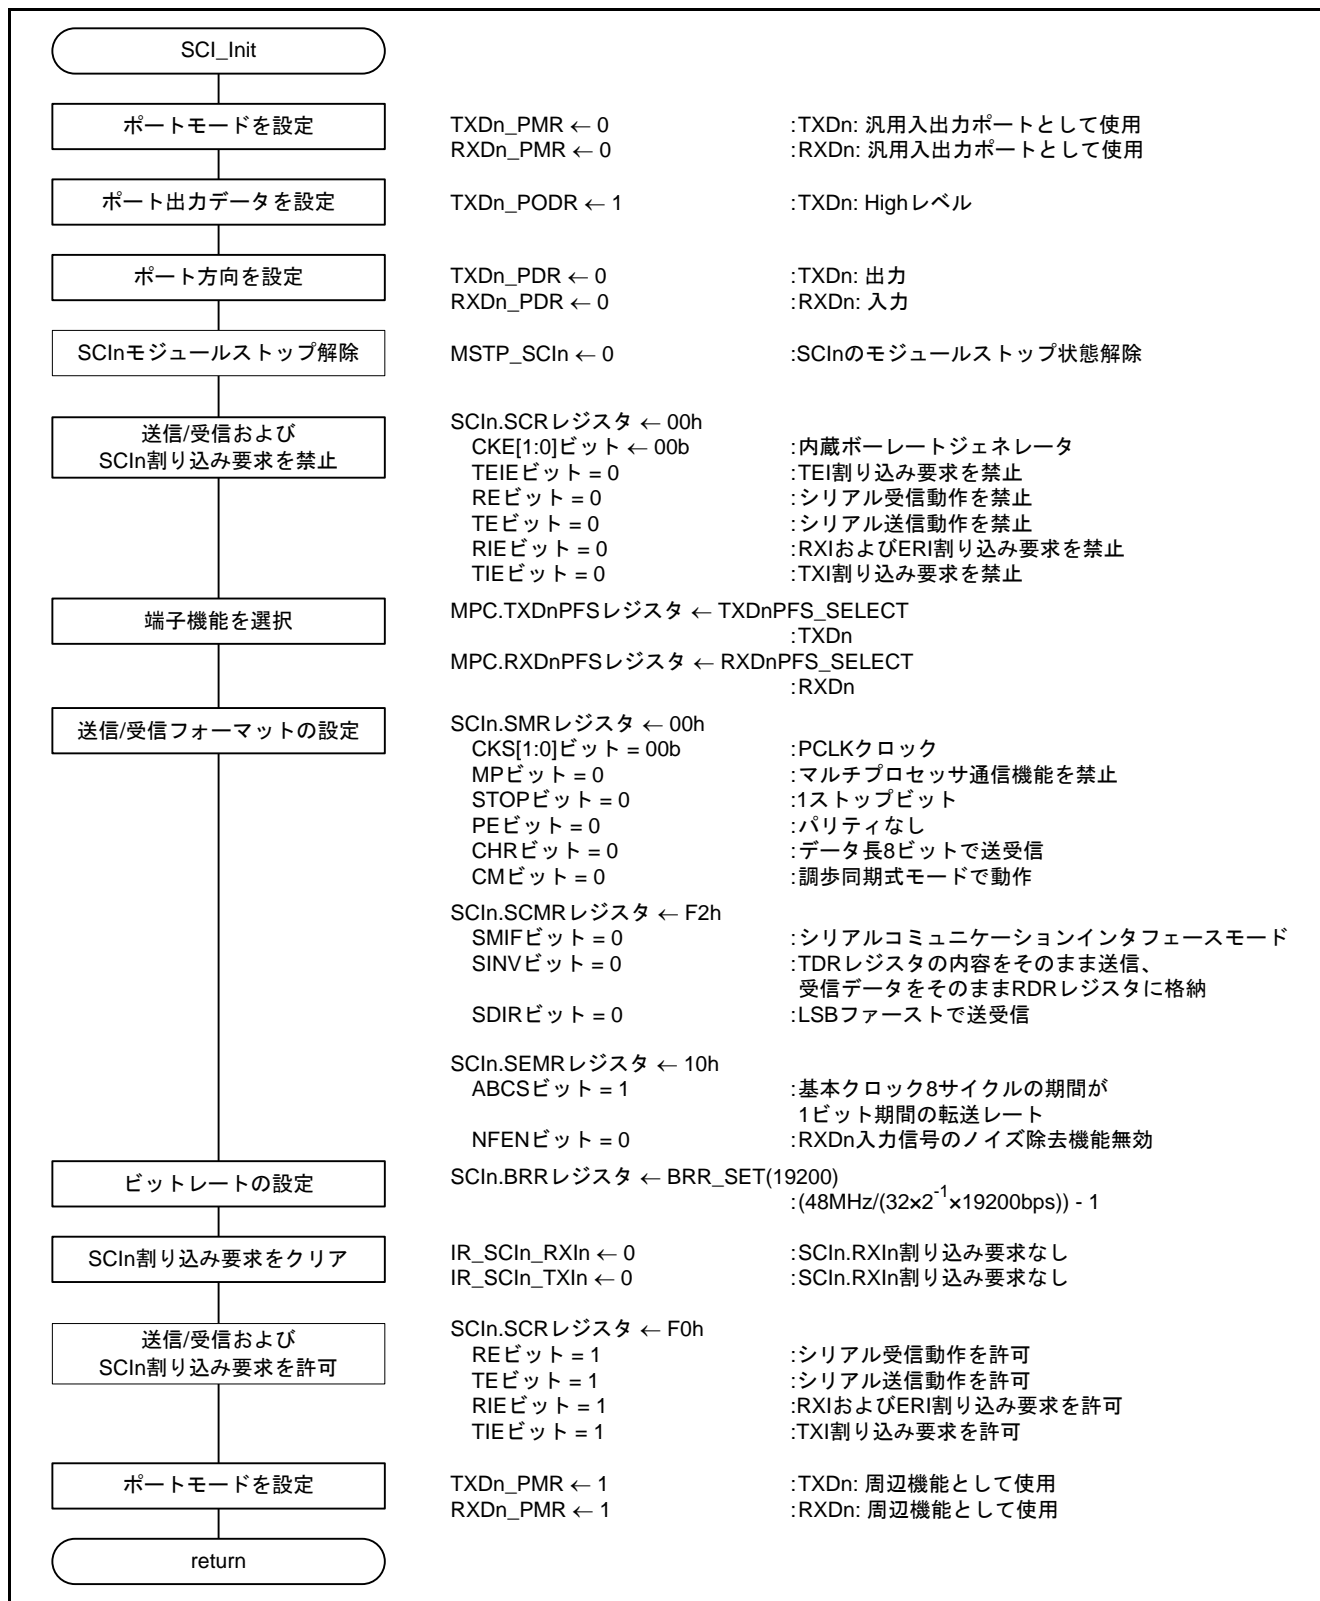 SCI_Init
ポートモードを設定
TXDn_PMR ← 0 :TXDn: 汎用入出力ポートとして使用
RXDn_PMR ← 0 :RXDn: 汎用入出力ポートとして使用
ポート出力データを設定
TXDn_PODR ← 1 :TXDn: Highレベル
ポート方向を設定
TXDn_PDR ← 0 :TXDn: 出力
RXDn_PDR ← 0 :RXDn: 入力
SCInモジュールストップ解除
MSTP_SCIn ← 0 :SCInのモジュールストップ状態解除
送信/受信および
SCIn割り込み要求を禁止
SCIn.SCRレジスタ ← 00h
CKE[1:0]ビット ← 00b :内蔵ボーレートジェネレータ
TEIEビット = 0 :TEI割り込み要求を禁止
REビット = 0 :シリアル受信動作を禁止
TEビット = 0 :シリアル送信動作を禁止
RIEビット = 0 :RXIおよびERI割り込み要求を禁止
TIEビット = 0 :TXI割り込み要求を禁止
端子機能を選択
MPC.TXDnPFSレジスタ ← TXDnPFS_SELECT
:TXDn
MPC.RXDnPFSレジスタ ← RXDnPFS_SELECT
:RXDn
送信/受信フォーマットの設定
SCIn.SMRレジスタ ← 00h
CKS[1:0]ビット = 00b :PCLKクロック
MPビット = 0 :マルチプロセッサ通信機能を禁止
STOPビット = 0 :1ストップビット
PEビット = 0 :パリティなし
CHRビット = 0 :データ長8ビットで送受信
CMビット = 0 :調歩同期式モードで動作
SCIn.SCMRレジスタ ← F2h
SMIFビット = 0 :シリアルコミュニケーションインタフェースモード
SINVビット = 0 :TDRレジスタの内容をそのまま送信、
受信データをそのままRDRレジスタに格納
SDIRビット = 0 :LSBファーストで送受信
SCIn.SEMRレジスタ ← 10h
ABCSビット = 1 :基本クロック8サイクルの期間が
1ビット期間の転送レート
NFENビット = 0 :RXDn入力信号のノイズ除去機能無効
ビットレートの設定
SCIn.BRRレジスタ ← BRR_SET(19200)
:(48MHz/(32×2⁻¹×19200bps)) - 1
SCIn割り込み要求をクリア
IR_SCIn_RXIn ← 0 :SCIn.RXIn割り込み要求なし
IR_SCIn_TXIn ← 0 :SCIn.RXIn割り込み要求なし
送信/受信および
SCIn割り込み要求を許可
SCIn.SCRレジスタ ← F0h
REビット = 1 :シリアル受信動作を許可
TEビット = 1 :シリアル送信動作を許可
RIEビット = 1 :RXIおよびERI割り込み要求を許可
TIEビット = 1 :TXI割り込み要求を許可
ポートモードを設定
TXDn_PMR ← 1 :TXDn: 周辺機能として使用
RXDn_PMR ← 1 :RXDn: 周辺機能として使用
return